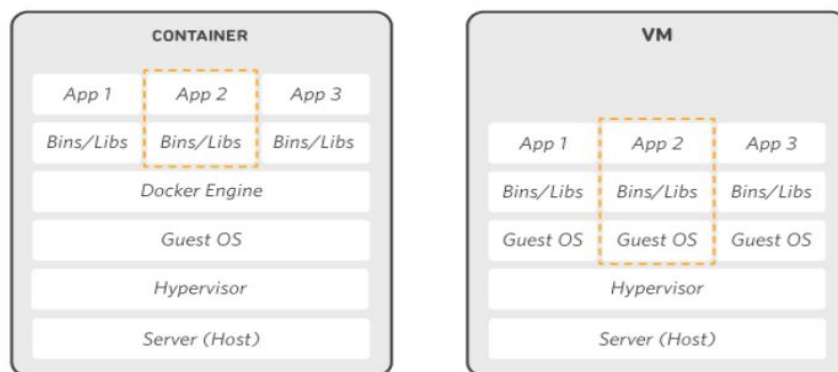 CONTAINER
App 1 App 2 App 3
Bins/Libs Bins/Libs Bins/Libs
Docker Engine
Guest OS
Hypervisor
Server (Host)
VM
App 1 App 2 App 3
Bins/Libs Bins/Libs Bins/Libs
Guest OS Guest OS Guest OS
Hypervisor
Server (Host)